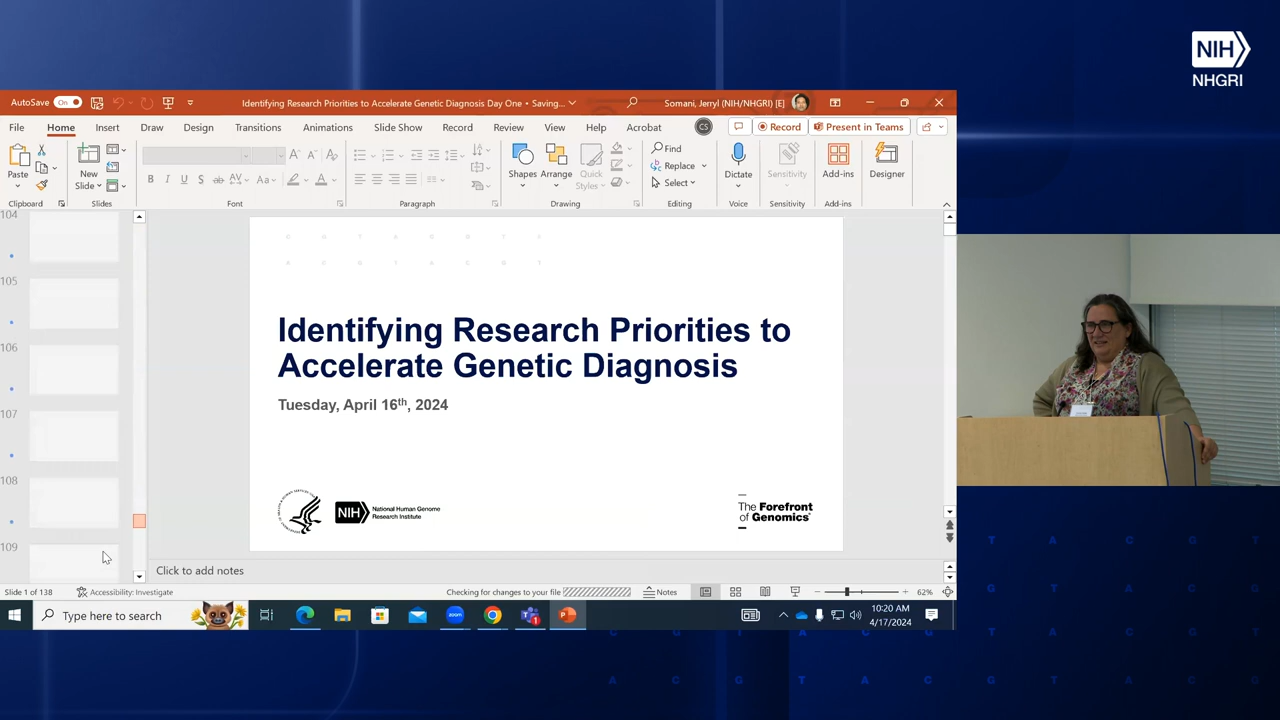 NIH
NHGRI
AutoSave On
Identifying Research Priorities to Accelerate Genetic Diagnosis Day One • Saving...
Somani, Jerryl (NIH/NHGRI) [E]
File Home Insert Draw Design Transitions Animations Slide Show Record Review View Help Acrobat
CS
Record
Present in Teams
Paste
Clipboard
New
Slide
Slides
B I U S ab AV Aa A
Font
Paragraph
Shapes
Arrange
Quick
Styles
Drawing
Find
Replace
Select
Editing
Dictate
Voice
Sensitivity
Sensitivity
Add-ins
Add-ins
Designer
104
105
106
107
108
109
Identifying Research Priorities to
Accelerate Genetic Diagnosis
Tuesday, April 16th, 2024
NIH
National Human Genome
Research Institute
The Forefront
of Genomics
Click to add notes
Slide 1 of 138
Accessibility: Investigate
Checking for changes to your file
Notes
62%
Type here to search
zoom
10:20 AM
4/17/2024
T A C G
G T A C
C G T A C G T A
A C G T A C G T